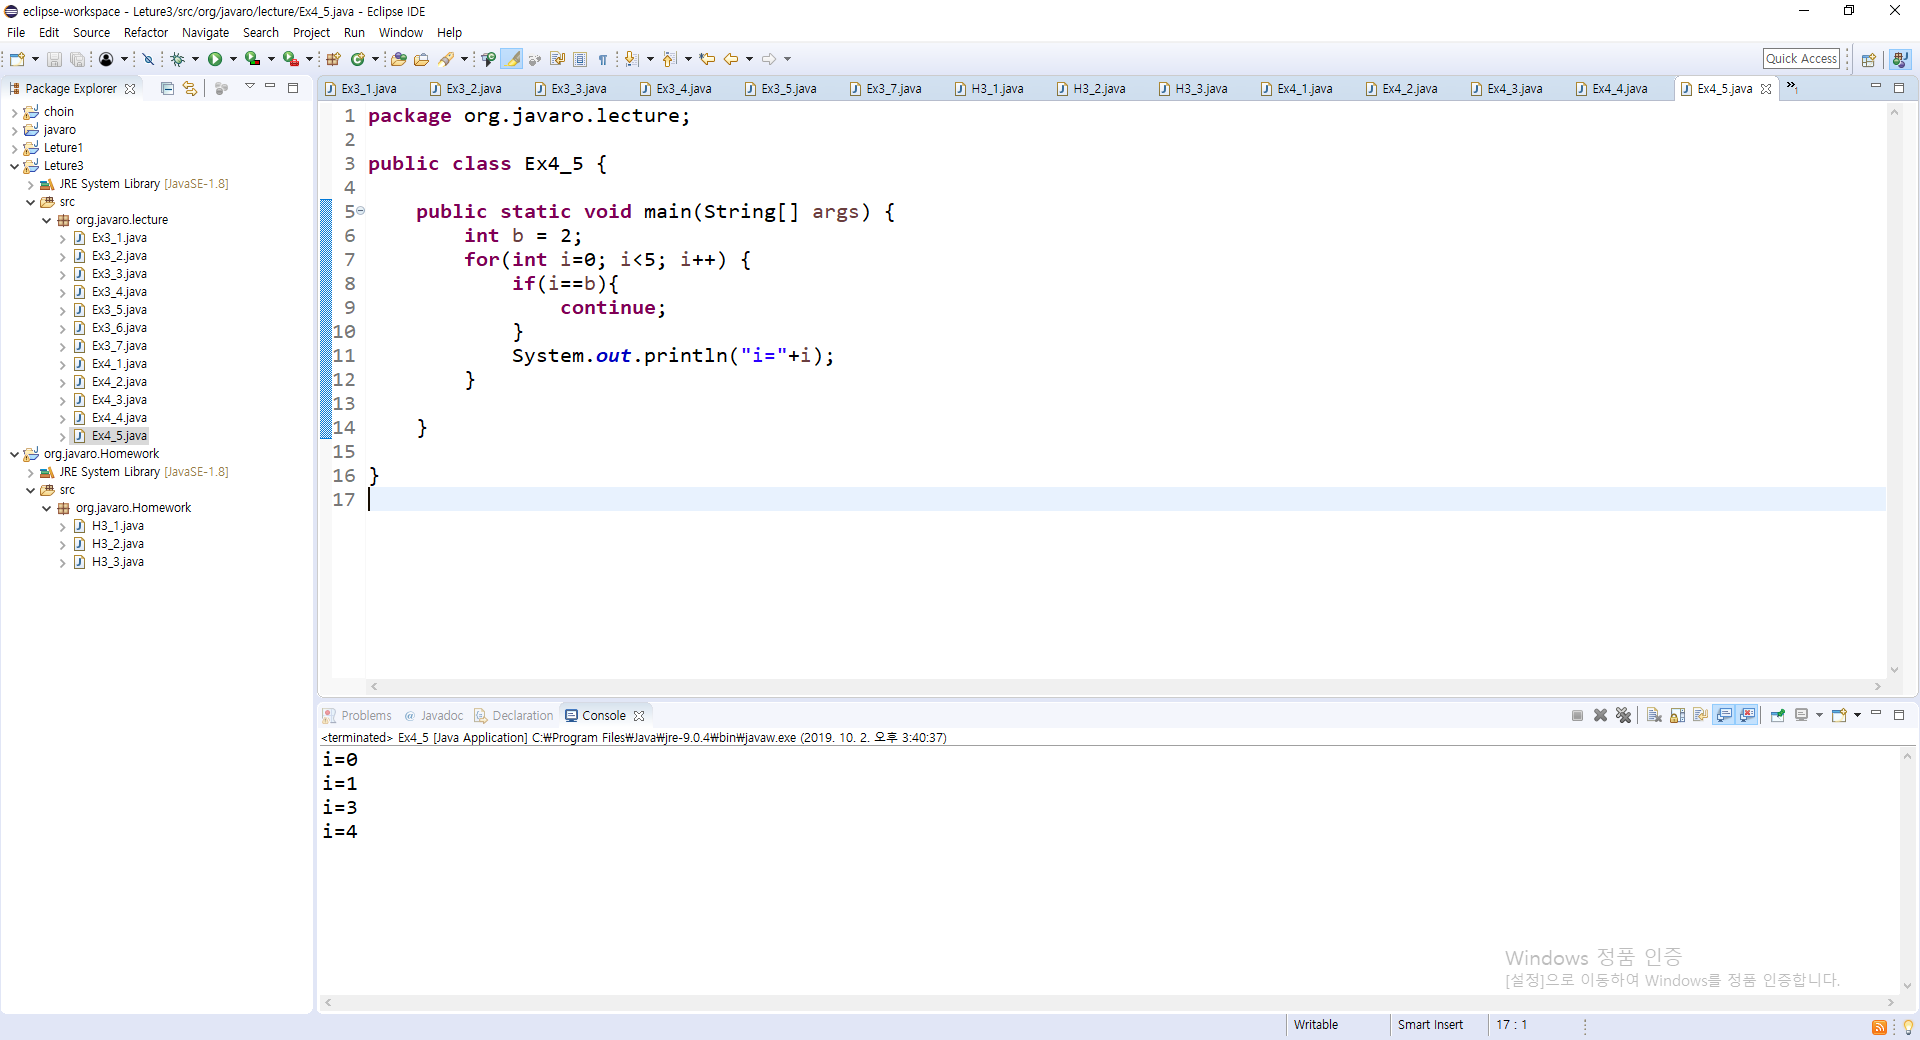 eclipse-workspace - Leture3/src/org/javaro/lecture/Ex4_5.java - Eclipse IDE
File Edit Source Refactor Navigate Search Project Run Window Help
Quick Access
Package Explorer
choin
javaro
Leture1
Leture3
JRE System Library [JavaSE-1.8]
src
org.javaro.lecture
Ex3_1.java
Ex3_2.java
Ex3_3.java
Ex3_4.java
Ex3_5.java
Ex3_6.java
Ex3_7.java
Ex4_1.java
Ex4_2.java
Ex4_3.java
Ex4_4.java
Ex4_5.java
org.javaro.Homework
JRE System Library [JavaSE-1.8]
src
org.javaro.Homework
H3_1.java
H3_2.java
H3_3.java
Ex3_1.java Ex3_2.java Ex3_3.java Ex3_4.java Ex3_5.java Ex3_7.java H3_1.java H3_2.java H3_3.java Ex4_1.java Ex4_2.java Ex4_3.java Ex4_4.java Ex4_5.java »1
1 package org.javaro.lecture;
2
3 public class Ex4_5 {
4
5 public static void main(String[] args) {
6 int b = 2;
7 for(int i=0; i<5; i++) {
8 if(i==b){
9 continue;
10 }
11 System.out.println("i="+i);
12 }
13
14 }
15
16 }
17
Problems @ Javadoc Declaration Console
<terminated> Ex4_5 [Java Application] C:₩Program Files₩Java₩jre-9.0.4₩bin₩javaw.exe (2019. 10. 2. 오후 3:40:37)
i=0
i=1
i=3
i=4
Windows 정품 인증
[설정]으로 이동하여 Windows를 정품 인증합니다.
Writable Smart Insert 17 : 1